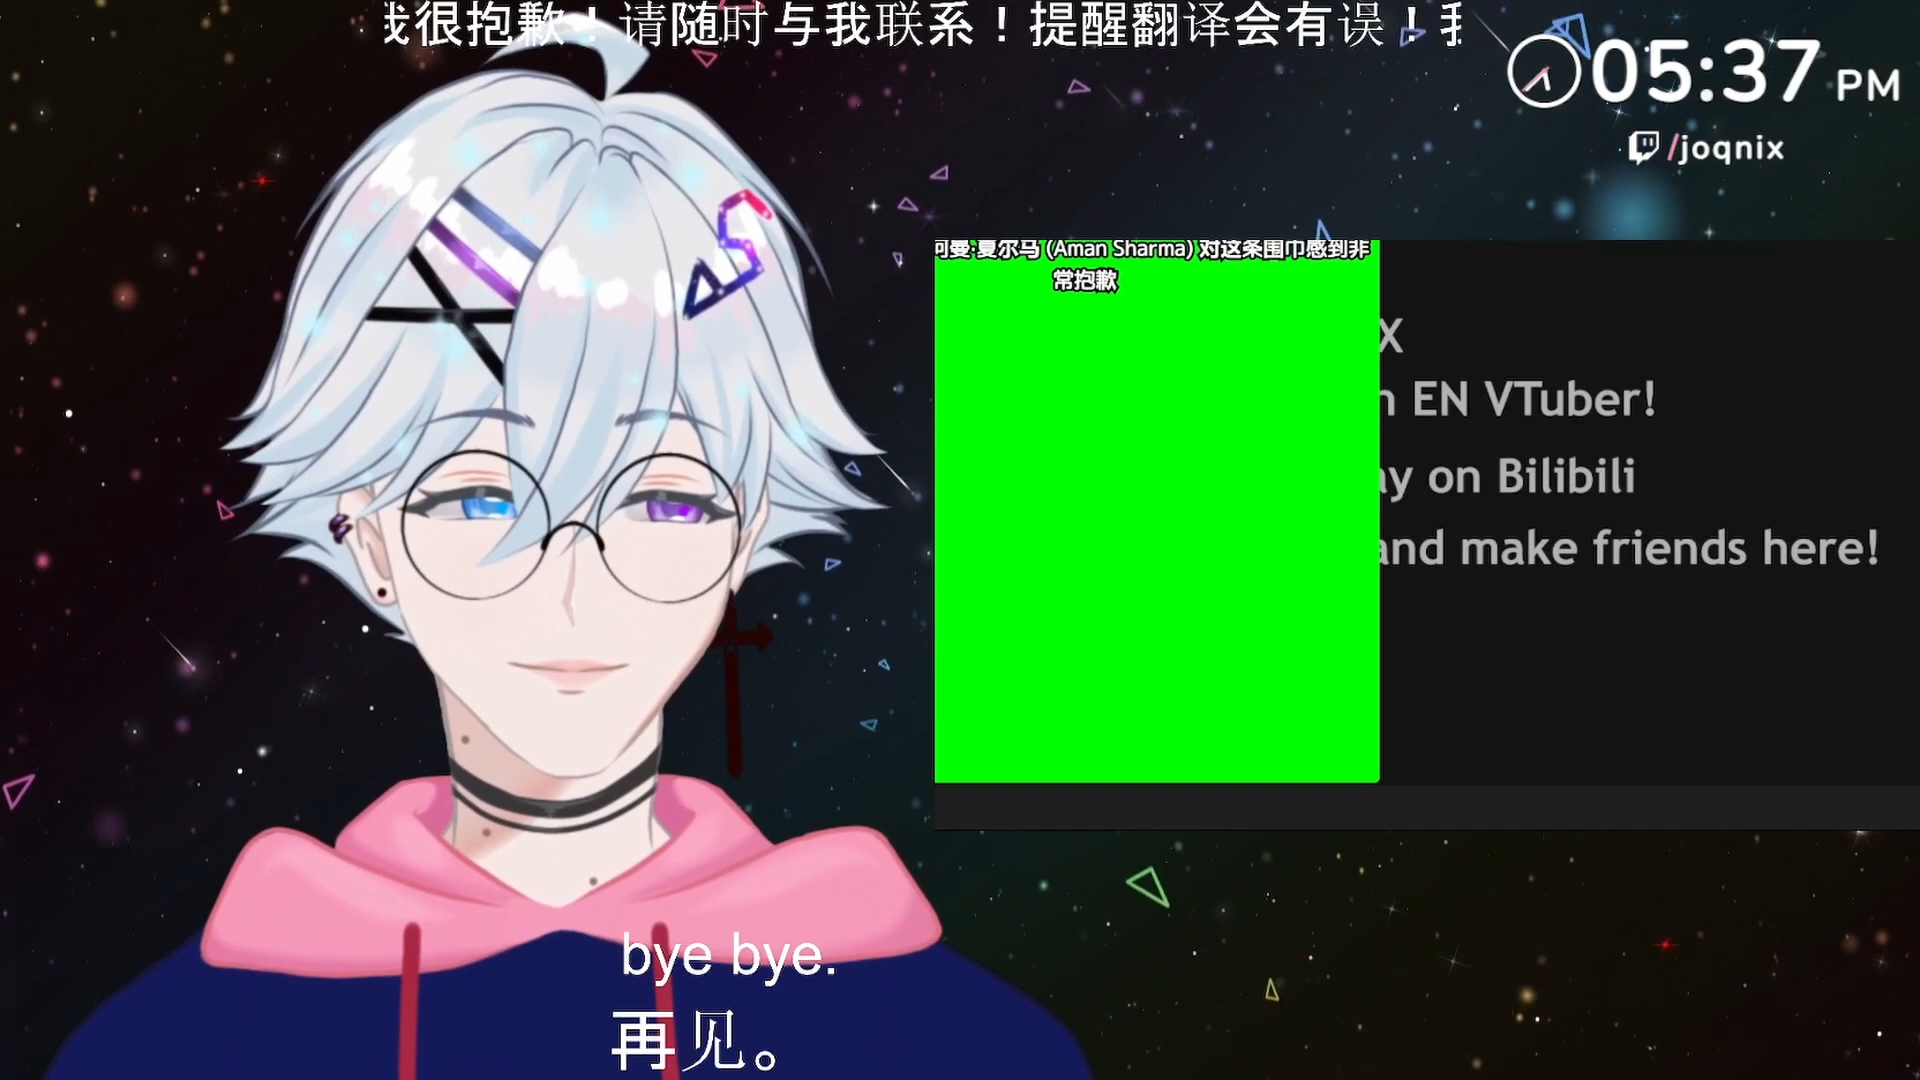 我很抱歉！请随时与我联系！提醒翻译会有误！我
05:37 PM
/joqnix
阿曼·夏尔马 (Aman Sharma) 对这条围巾感到非
常抱歉
X
n EN VTuber!
ay on Bilibili
and make friends here!
bye bye.
再见。